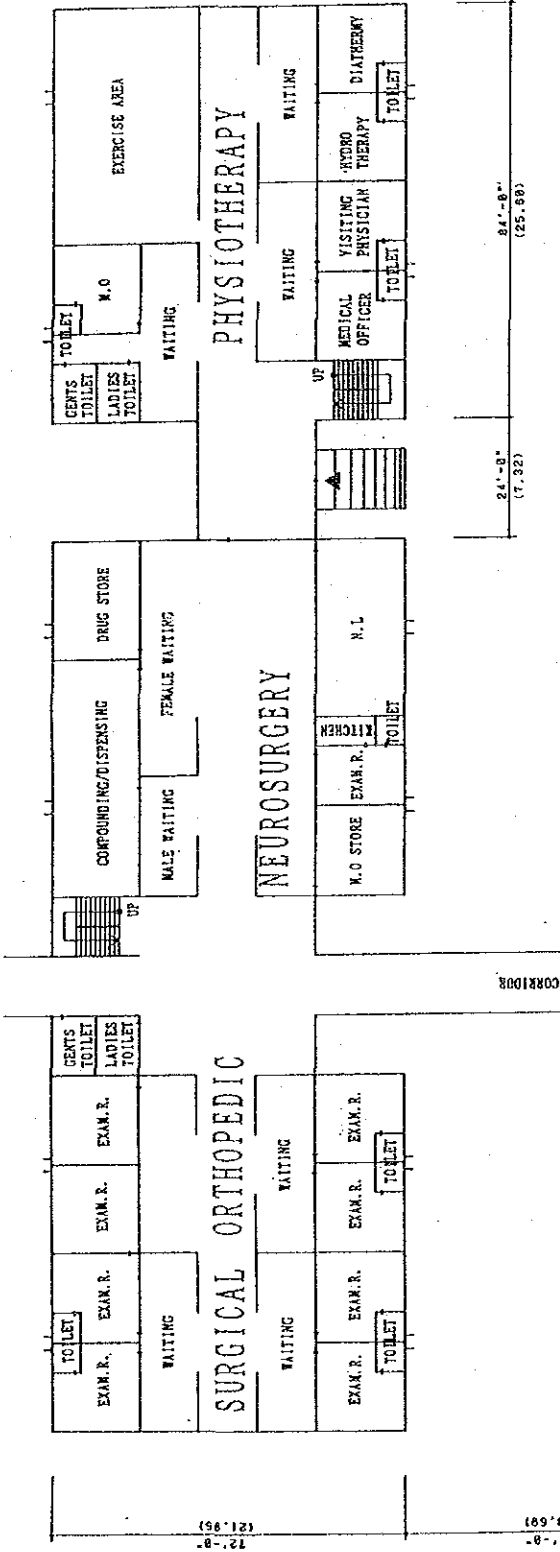 EXERCISE AREA
M.O
TOILET
GENTS
TOILET
LADIES
TOILET
WAITING
PHYSIOTHERAPY
WAITING
WAITING
DIATHERMY
TOILET
HYDRO
THERAPY
VISITING
PHYSICIAN
TOILET
MEDICAL
OFFICER
UP
84'-0"
(25.60)
24'-0"
(7.32)
DRUG STORE
COMPOUNDING/DISPENSING
FEMALE WAITING
MALE WAITING
UP
NEUROSURGERY
N.L
KITCHEN
TOILET
EXAM.R.
M.O STORE
CORRIDOR
GENTS
TOILET
LADIES
TOILET
EXAM.R.
EXAM.R.
EXAM.R.
TOILET
EXAM.R.
WAITING
SURGICAL ORTHOPEDIC
WAITING
WAITING
EXAM.R.
TOILET
EXAM.R.
EXAM.R.
TOILET
EXAM.R.
72'-0"
(21.95)